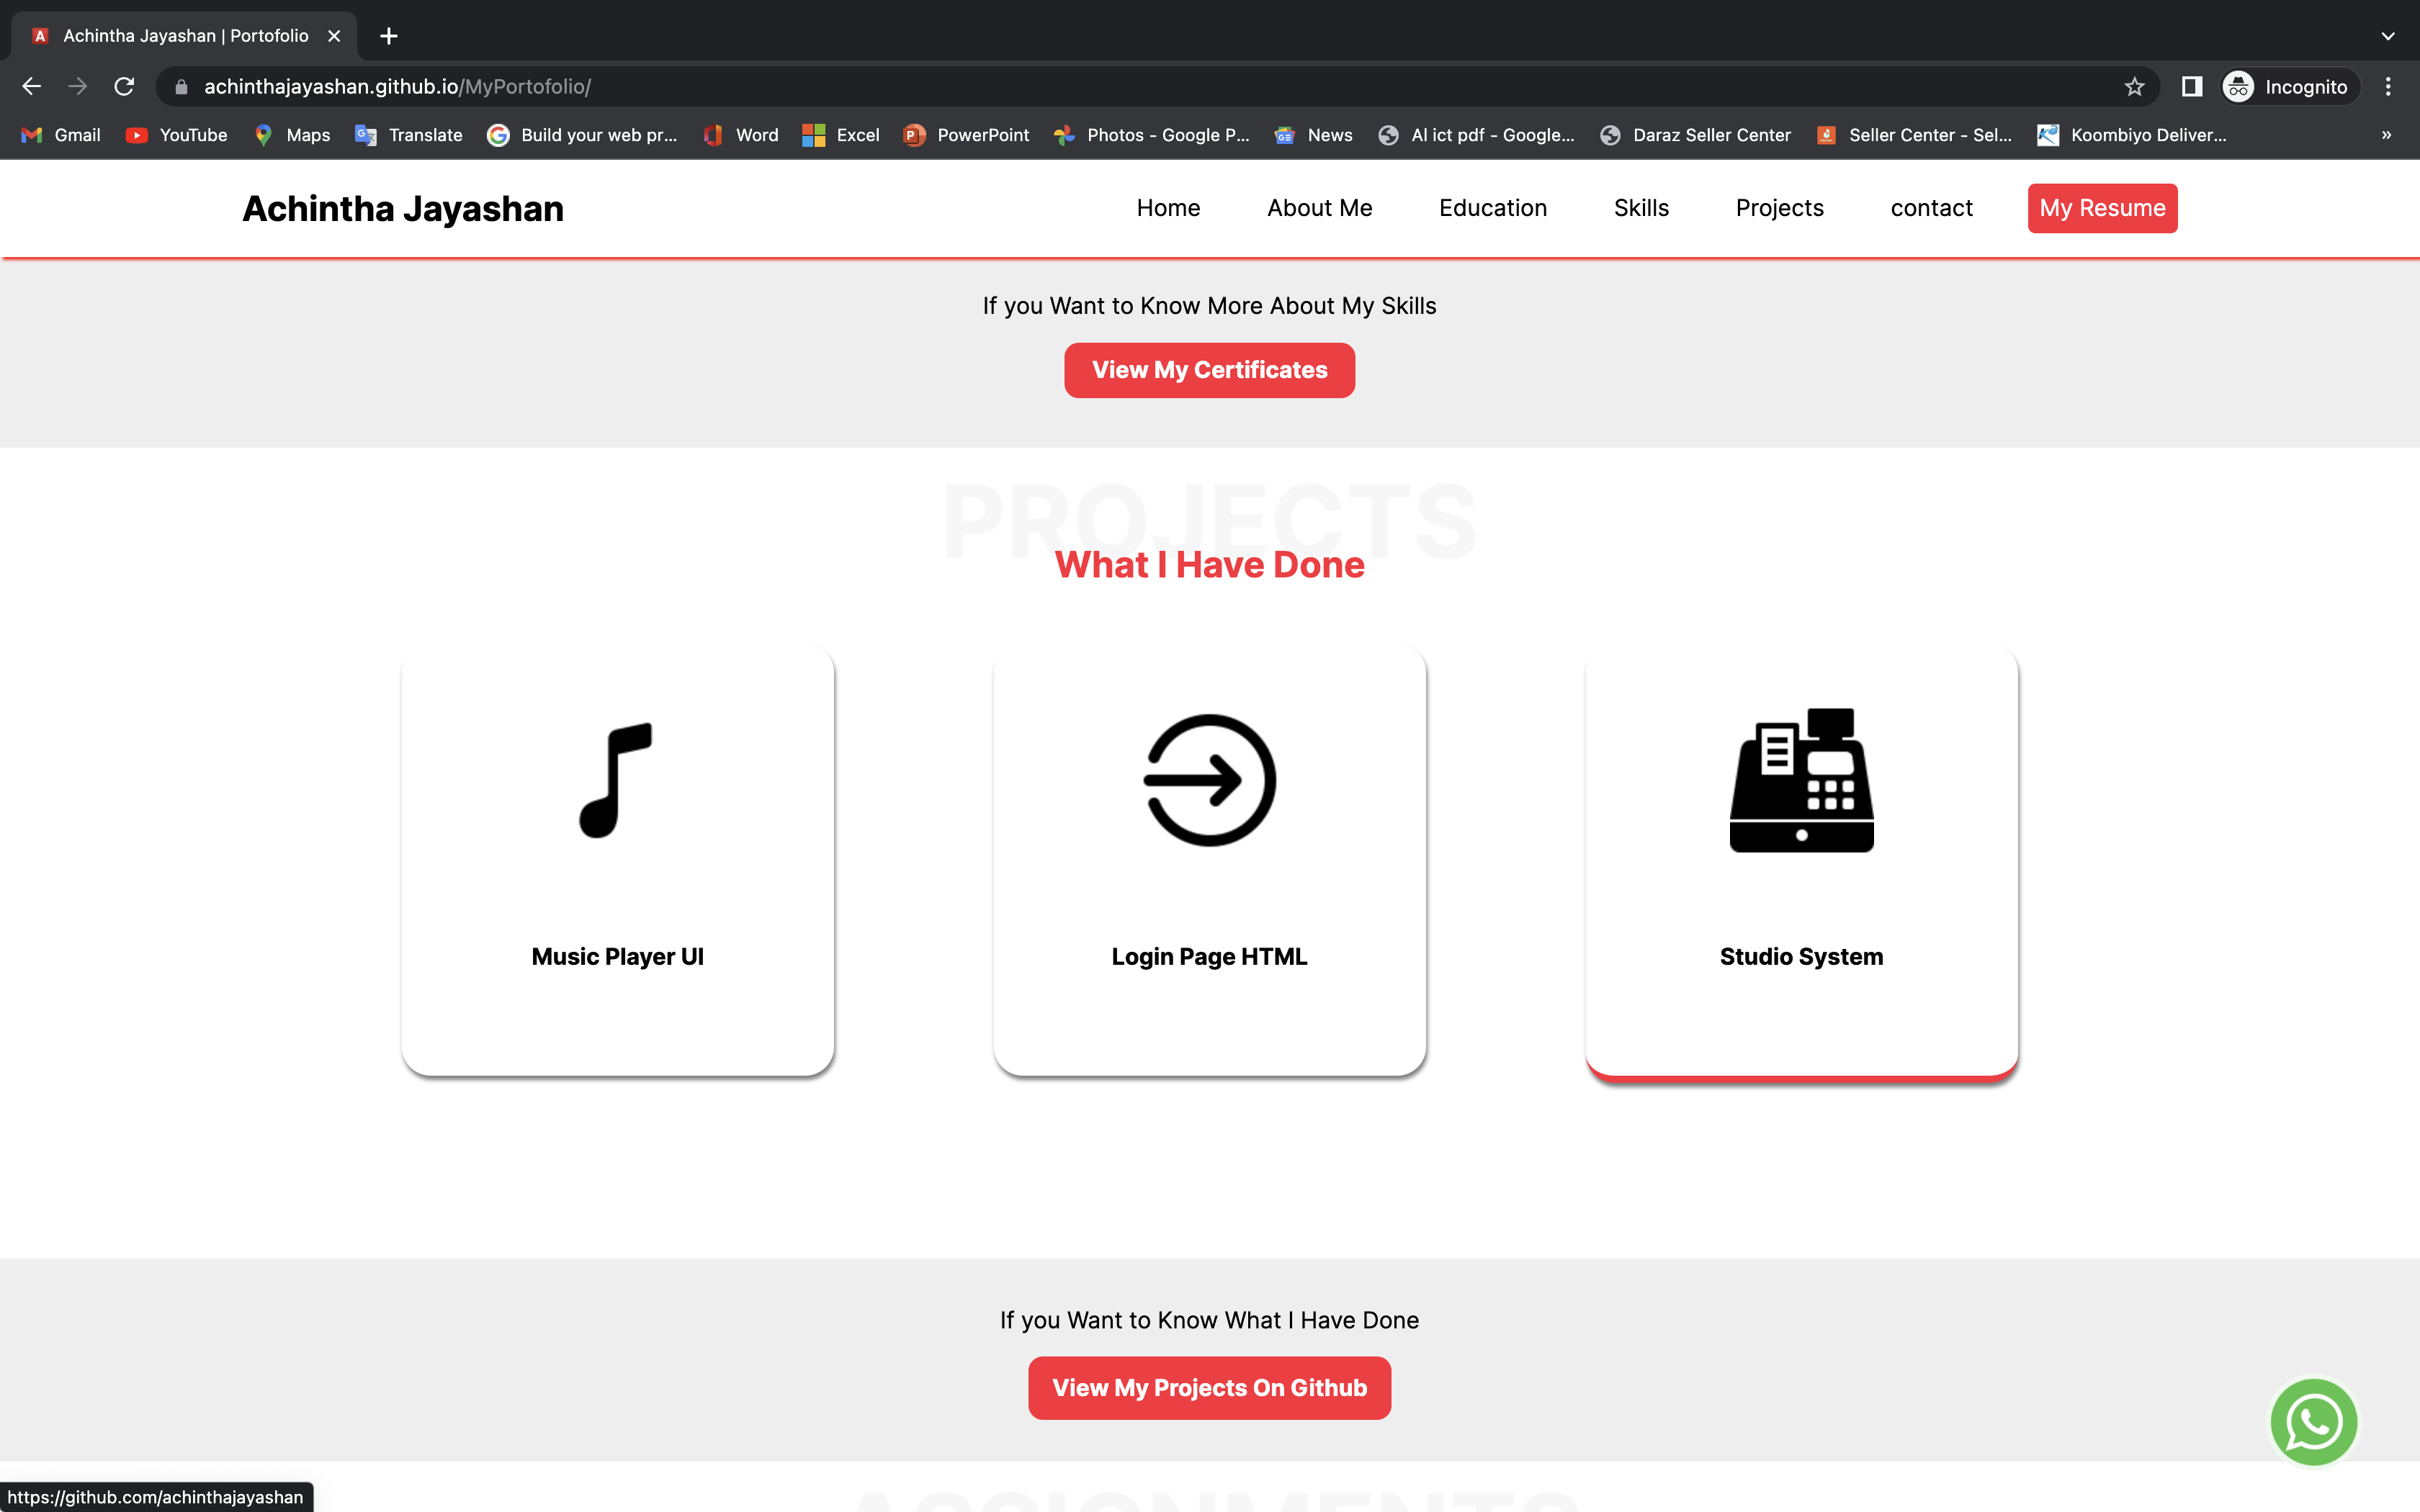 Achintha Jayashan | Portofolio
achinthajayashan.github.io/MyPortofolio/
Incognito
Gmail YouTube Maps Translate Build your web pr... Word Excel PowerPoint Photos - Google P... News Al ict pdf - Google... Daraz Seller Center Seller Center - Sel... Koombiyo Deliver... »
Achintha Jayashan Home About Me Education Skills Projects contact My Resume
If you Want to Know More About My Skills
View My Certificates
PROJECTS
What I Have Done
Music Player UI Login Page HTML Studio System
If you Want to Know What I Have Done
View My Projects On Github
https://github.com/achinthajayashan
ASSIGNMENTS